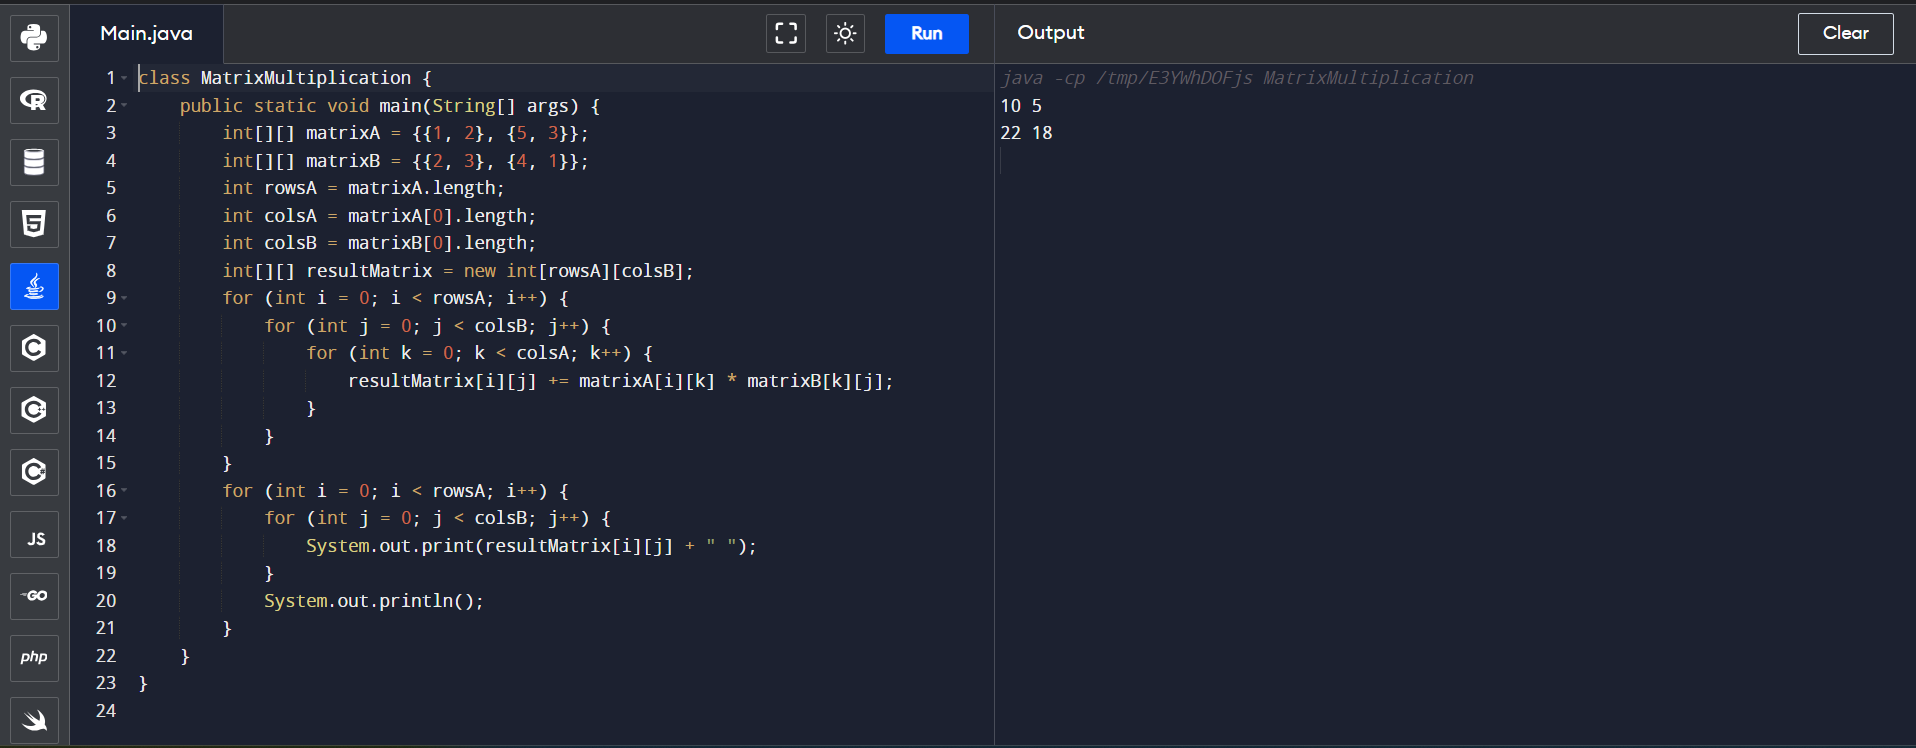 Main.java
Run
Output
Clear
1 class MatrixMultiplication {
2     public static void main(String[] args) {
3         int[][] matrixA = {{1, 2}, {5, 3}};
4         int[][] matrixB = {{2, 3}, {4, 1}};
5         int rowsA = matrixA.length;
6         int colsA = matrixA[0].length;
7         int colsB = matrixB[0].length;
8         int[][] resultMatrix = new int[rowsA][colsB];
9         for (int i = 0; i < rowsA; i++) {
10             for (int j = 0; j < colsB; j++) {
11                 for (int k = 0; k < colsA; k++) {
12                     resultMatrix[i][j] += matrixA[i][k] * matrixB[k][j];
13                 }
14             }
15         }
16         for (int i = 0; i < rowsA; i++) {
17             for (int j = 0; j < colsB; j++) {
18                 System.out.print(resultMatrix[i][j] + " ");
19             }
20             System.out.println();
21         }
22     }
23 }
24
java -cp /tmp/E3YWhDOFjs MatrixMultiplication
10 5
22 18
R
5
C
C++
C#
JS
GO
php